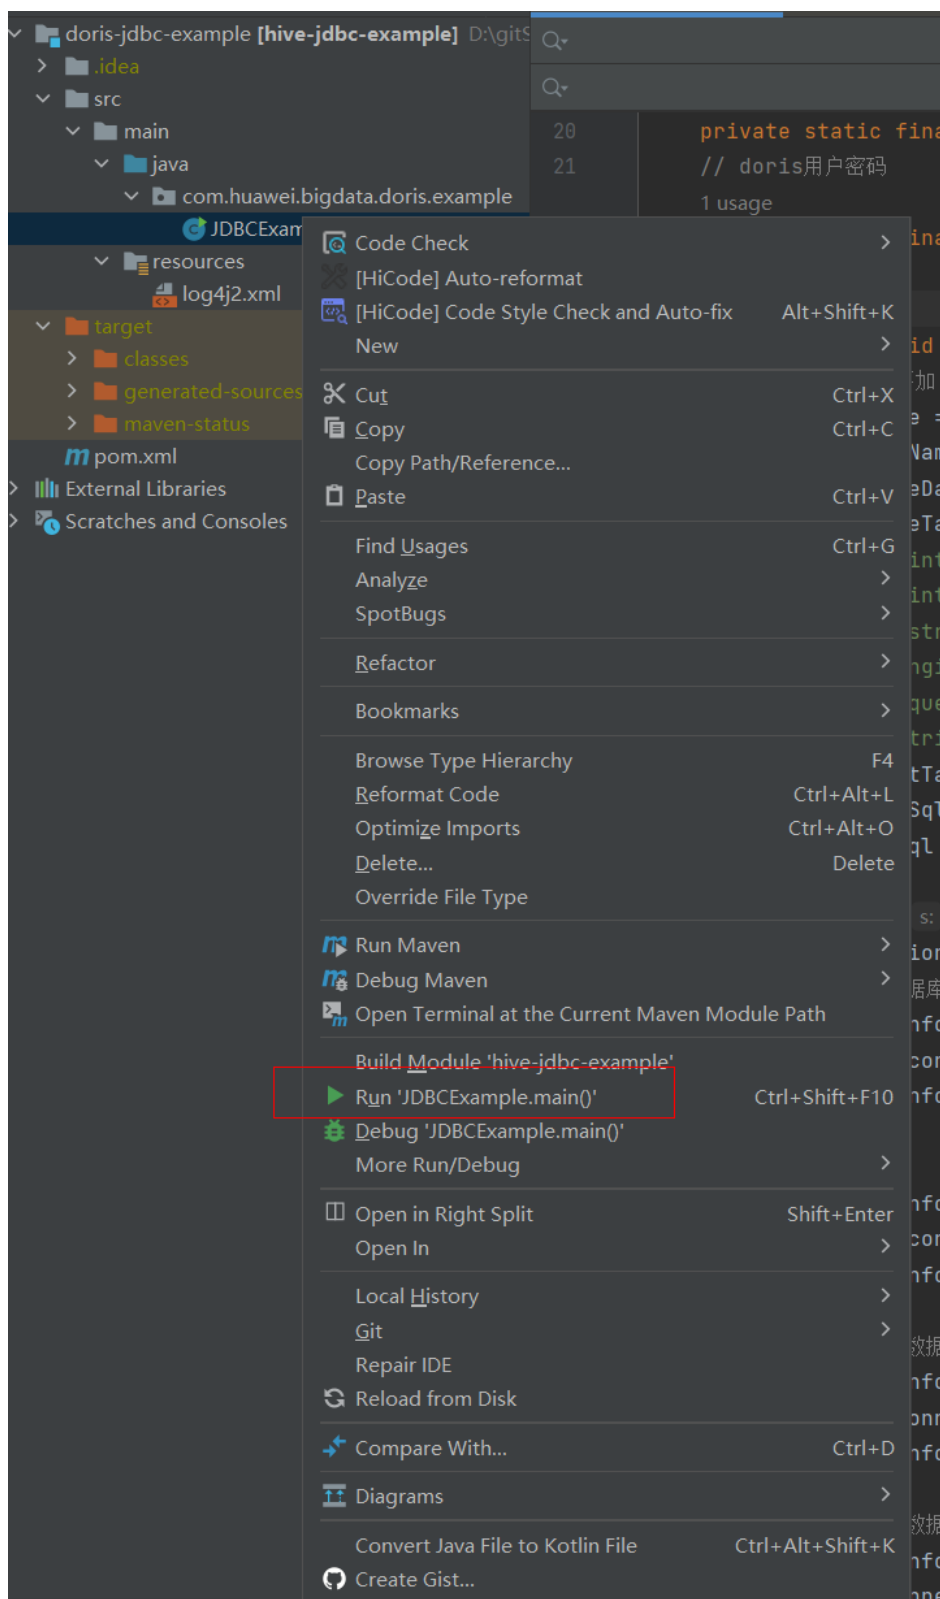 doris-jdbc-example [hive-jdbc-example] D:\gitS
.idea
src
main
java
com.huawei.bigdata.doris.example
JDBCExam
resources
log4j2.xml
target
classes
generated-sources
maven-status
pom.xml
External Libraries
Scratches and Consoles
20 private static fina
21 // doris用户密码
1 usage
Code Check
[HiCode] Auto-reformat
[HiCode] Code Style Check and Auto-fix Alt+Shift+K
New
Cut Ctrl+X
Copy Ctrl+C
Copy Path/Reference...
Paste Ctrl+V
Find Usages Ctrl+G
Analyze
SpotBugs
Refactor
Bookmarks
Browse Type Hierarchy F4
Reformat Code Ctrl+Alt+L
Optimize Imports Ctrl+Alt+O
Delete... Delete
Override File Type
Run Maven
Debug Maven
Open Terminal at the Current Maven Module Path
Build Module 'hive-jdbc-example'
Run 'JDBCExample.main()' Ctrl+Shift+F10
Debug 'JDBCExample.main()'
More Run/Debug
Open in Right Split Shift+Enter
Open In
Local History
Git
Repair IDE
Reload from Disk
Compare With... Ctrl+D
Diagrams
Convert Java File to Kotlin File Ctrl+Alt+Shift+K
Create Gist...